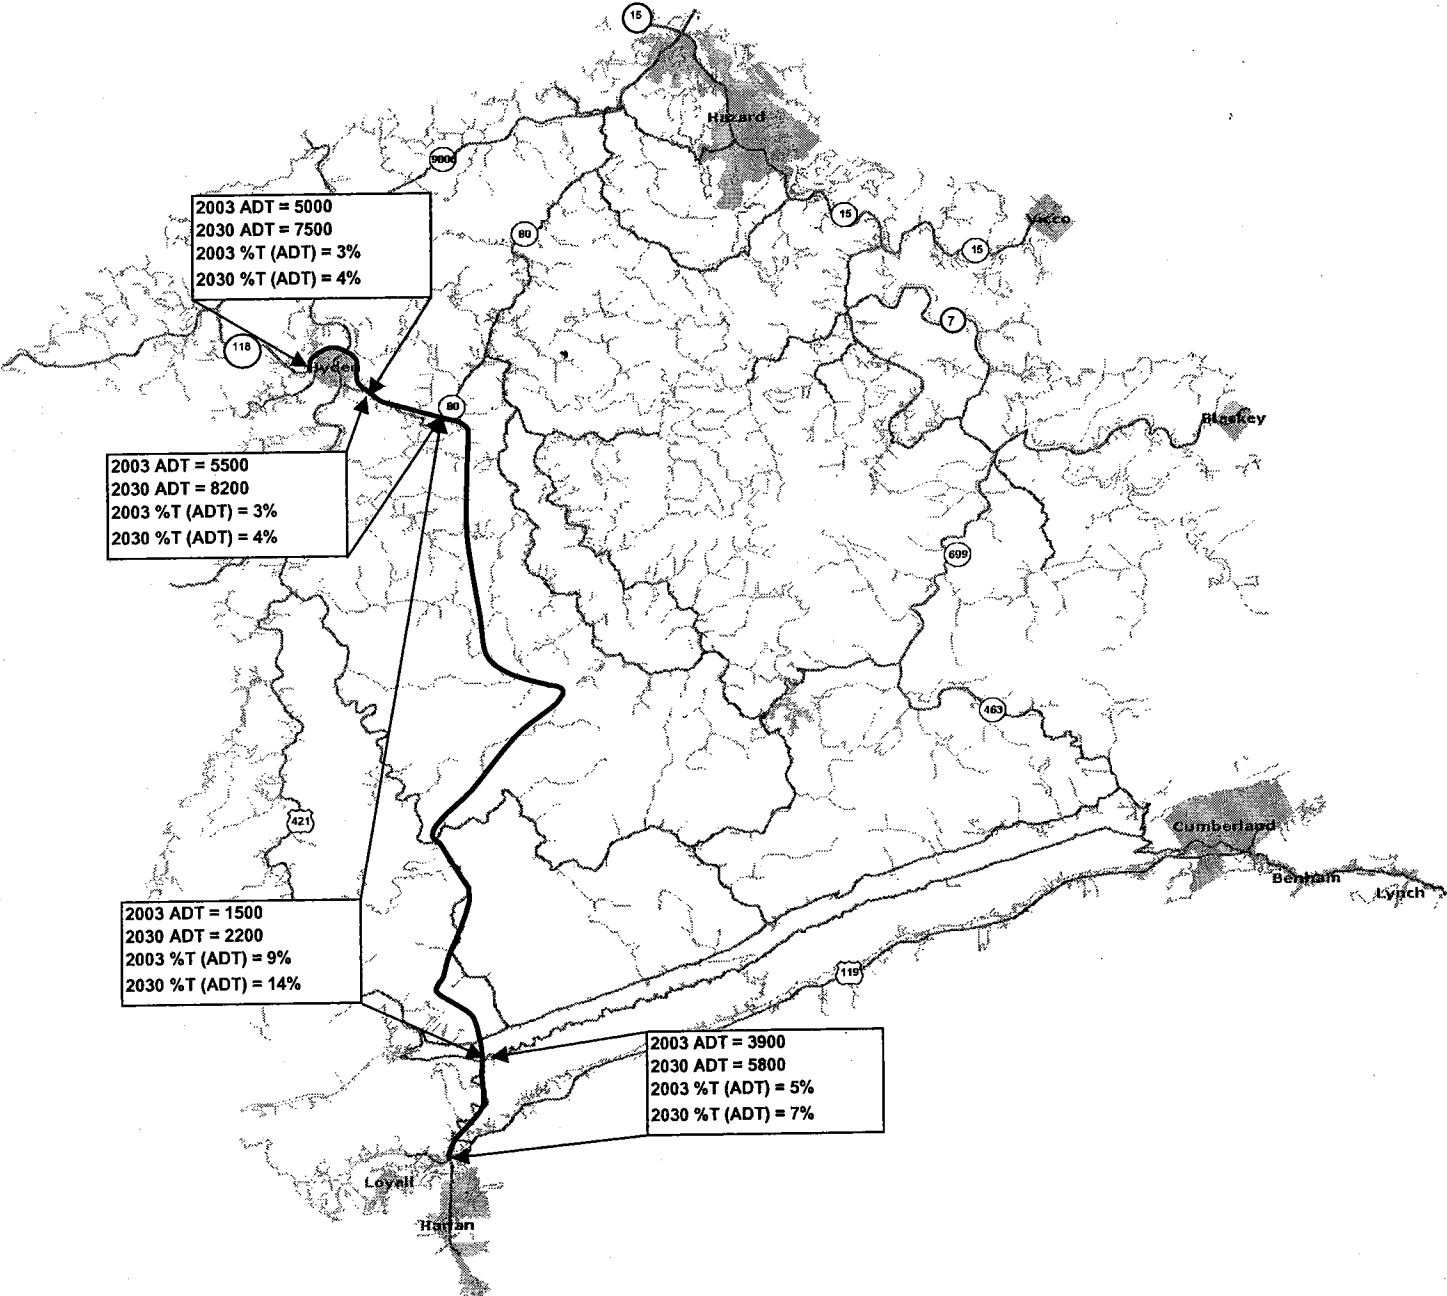 15
Hazard
9006
2003 ADT = 5000
2030 ADT = 7500
2003 %T (ADT) = 3%
2030 %T (ADT) = 4%
80
15
Vicco
15
7
118
Hyden
80
Blackey
2003 ADT = 5500
2030 ADT = 8200
2003 %T (ADT) = 3%
2030 %T (ADT) = 4%
699
463
421
Cumberland
Benham
Lynch
2003 ADT = 1500
2030 ADT = 2200
2003 %T (ADT) = 9%
2030 %T (ADT) = 14%
119
2003 ADT = 3900
2030 ADT = 5800
2003 %T (ADT) = 5%
2030 %T (ADT) = 7%
Loyall
Harlan